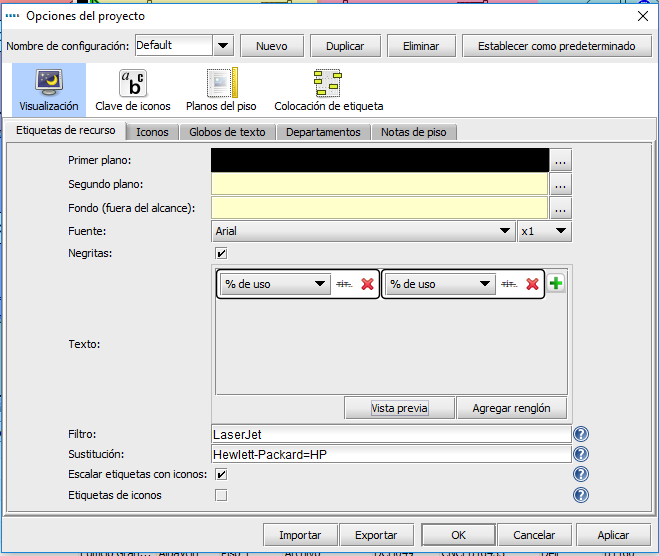 Opciones del proyecto
Nombre de configuración: Default Nuevo Duplicar Eliminar Establecer como predeterminado
Visualización Clave de iconos Planos del piso Colocación de etiqueta
Etiquetas de recurso Iconos Globos de texto Departamentos Notas de piso
Primer plano: ...
Segundo plano: ...
Fondo (fuera del alcance): ...
Fuente: Arial x1
Negritas:
% de uso % de uso
Texto:
Vista previa Agregar renglón
Filtro: LaserJet
Sustitución: Hewlett-Packard=HP
Escalar etiquetas con iconos:
Etiquetas de iconos
Importar Exportar OK Cancelar Aplicar